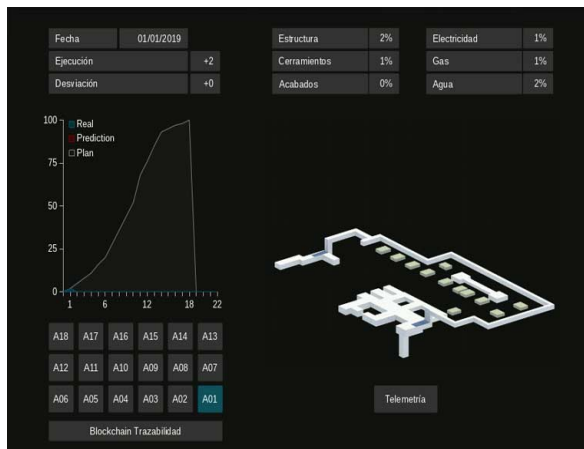 Fecha 01/01/2019
Ejecución +2
Desviación +0
Estructura 2%
Cerramientos 1%
Acabados 0%
Electricidad 1%
Gas 1%
Agua 2%
100
75
50
25
0
Real
Prediction
Plan
1 6 12 18 22
A18 A17 A16 A15 A14 A13
A12 A11 A10 A09 A08 A07
A06 A05 A04 A03 A02 A01
Blockchain Trazabilidad
Telemetría